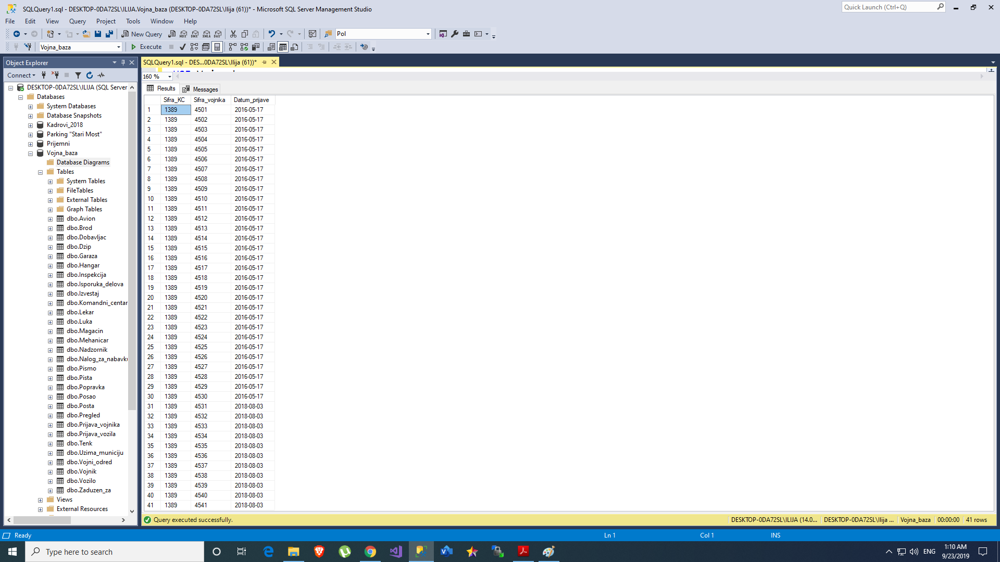 SQLQuery1.sql - DESKTOP-0DA72SL\ILIJA.Vojna_baza (DESKTOP-0DA72SL\Ilija (61))* - Microsoft SQL Server Management Studio
Quick Launch (Ctrl+Q)
File Edit View Query Project Tools Window Help
New Query MDX DMX XMLA DAX Pol
Vojna_baza Execute
Object Explorer
SQLQuery1.sql - DES...0DA72SL\Ilija (61))*
Connect
160 %
Results Messages
DESKTOP-0DA72SL\ILIJA (SQL Server
Databases
System Databases
Database Snapshots
Kadrovi_2018
Parking "Stari Most"
Prijemni
Vojna_baza
Database Diagrams
Tables
System Tables
FileTables
External Tables
Graph Tables
dbo.Avion
dbo.Brod
dbo.Dobavljac
dbo.Dzip
dbo.Garaza
dbo.Hangar
dbo.Inspekcija
dbo.Isporuka_delova
dbo.Izvestaj
dbo.Komandni_centar
dbo.Lekar
dbo.Luka
dbo.Magacin
dbo.Mehanicar
dbo.Nadzornik
dbo.Nalog_za_nabavku
dbo.Pismo
dbo.Pista
dbo.Popravka
dbo.Posao
dbo.Posta
dbo.Pregled
dbo.Prijava_vojnika
dbo.Prijava_vozila
dbo.Tenk
dbo.Uzima_municiju
dbo.Vojni_odred
dbo.Vojnik
dbo.Vozilo
dbo.Zaduzen_za
Views
External Resources
Sifra_KC Sifra_vojnika Datum_prijave
1 1389 4501 2016-05-17
2 1389 4502 2016-05-17
3 1389 4503 2016-05-17
4 1389 4504 2016-05-17
5 1389 4505 2016-05-17
6 1389 4506 2016-05-17
7 1389 4507 2016-05-17
8 1389 4508 2016-05-17
9 1389 4509 2016-05-17
10 1389 4510 2016-05-17
11 1389 4511 2016-05-17
12 1389 4512 2016-05-17
13 1389 4513 2016-05-17
14 1389 4514 2016-05-17
15 1389 4515 2016-05-17
16 1389 4516 2016-05-17
17 1389 4517 2016-05-17
18 1389 4518 2016-05-17
19 1389 4519 2016-05-17
20 1389 4520 2016-05-17
21 1389 4521 2016-05-17
22 1389 4522 2016-05-17
23 1389 4523 2016-05-17
24 1389 4524 2016-05-17
25 1389 4525 2016-05-17
26 1389 4526 2016-05-17
27 1389 4527 2016-05-17
28 1389 4528 2016-05-17
29 1389 4529 2016-05-17
30 1389 4530 2016-05-17
31 1389 4531 2018-08-03
32 1389 4532 2018-08-03
33 1389 4533 2018-08-03
34 1389 4534 2018-08-03
35 1389 4535 2018-08-03
36 1389 4536 2018-08-03
37 1389 4537 2018-08-03
38 1389 4538 2018-08-03
39 1389 4539 2018-08-03
40 1389 4540 2018-08-03
41 1389 4541 2018-08-03
Query executed successfully. DESKTOP-0DA72SL\ILIJA (14.0... DESKTOP-0DA72SL\Ilija ... Vojna_baza 00:00:00 41 rows
Ready Ln 1 Col 1 INS
Type here to search
ENG 1:10 AM
9/23/2019